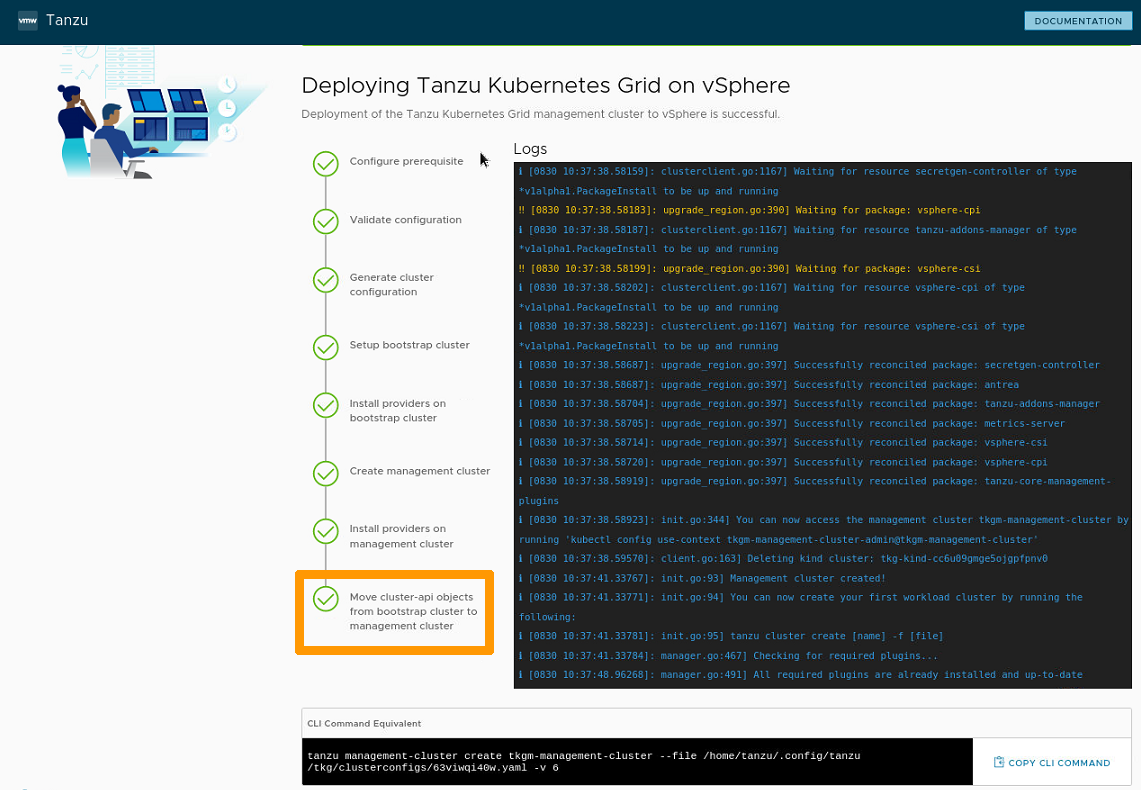 vmw Tanzu
DOCUMENTATION
Deploying Tanzu Kubernetes Grid on vSphere
Deployment of the Tanzu Kubernetes Grid management cluster to vSphere is successful.
Configure prerequisite
Validate configuration
Generate cluster
configuration
Setup bootstrap cluster
Install providers on
bootstrap cluster
Create management cluster
Install providers on
management cluster
Move cluster-api objects
from bootstrap cluster to
management cluster
Logs
ℹ [0830 10:37:38.58159]: clusterclient.go:1167] Waiting for resource secretgen-controller of type
*v1alpha1.PackageInstall to be up and running
‼ [0830 10:37:38.58183]: upgrade_region.go:390] Waiting for package: vsphere-cpi
ℹ [0830 10:37:38.58187]: clusterclient.go:1167] Waiting for resource tanzu-addons-manager of type
*v1alpha1.PackageInstall to be up and running
‼ [0830 10:37:38.58199]: upgrade_region.go:390] Waiting for package: vsphere-csi
ℹ [0830 10:37:38.58202]: clusterclient.go:1167] Waiting for resource vsphere-cpi of type
*v1alpha1.PackageInstall to be up and running
ℹ [0830 10:37:38.58223]: clusterclient.go:1167] Waiting for resource vsphere-csi of type
*v1alpha1.PackageInstall to be up and running
ℹ [0830 10:37:38.58687]: upgrade_region.go:397] Successfully reconciled package: secretgen-controller
ℹ [0830 10:37:38.58687]: upgrade_region.go:397] Successfully reconciled package: antrea
ℹ [0830 10:37:38.58704]: upgrade_region.go:397] Successfully reconciled package: tanzu-addons-manager
ℹ [0830 10:37:38.58705]: upgrade_region.go:397] Successfully reconciled package: metrics-server
ℹ [0830 10:37:38.58714]: upgrade_region.go:397] Successfully reconciled package: vsphere-csi
ℹ [0830 10:37:38.58720]: upgrade_region.go:397] Successfully reconciled package: vsphere-cpi
ℹ [0830 10:37:38.58919]: upgrade_region.go:397] Successfully reconciled package: tanzu-core-management-
plugins
ℹ [0830 10:37:38.58923]: init.go:344] You can now access the management cluster tkgm-management-cluster by
running 'kubectl config use-context tkgm-management-cluster-admin@tkgm-management-cluster'
ℹ [0830 10:37:38.59570]: client.go:163] Deleting kind cluster: tkg-kind-cc6u09gmge5ojgpfpnv0
ℹ [0830 10:37:41.33767]: init.go:93] Management cluster created!
ℹ [0830 10:37:41.33771]: init.go:94] You can now create your first workload cluster by running the
following:
ℹ [0830 10:37:41.33781]: init.go:95] tanzu cluster create [name] -f [file]
ℹ [0830 10:37:41.33784]: manager.go:467] Checking for required plugins...
ℹ [0830 10:37:48.96268]: manager.go:491] All required plugins are already installed and up-to-date
CLI Command Equivalent
tanzu management-cluster create tkgm-management-cluster --file /home/tanzu/.config/tanzu
/tkg/clusterconfigs/63viwqi40w.yaml -v 6
COPY CLI COMMAND